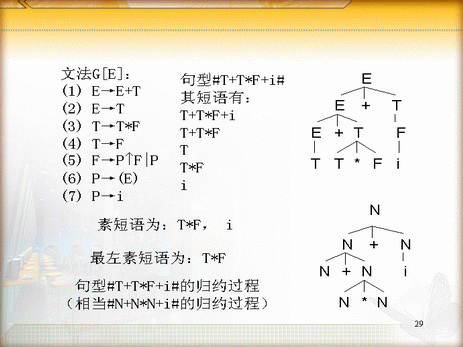 文法G[E]：
(1) E→E+T
(2) E→T
(3) T→T*F
(4) T→F
(5) F→P↑F|P
(6) P→(E)
(7) P→i
句型#T+T*F+i#
其短语有：
T+T*F+i
T+T*F
T
T*F
i
E
E + T
E + T F
T T * F i
素短语为：T*F， i
最左素短语为：T*F
句型#T+T*F+i#的归约过程
（相当#N+N*N+i#的归约过程）
N
N + N
N + N i
N * N
29